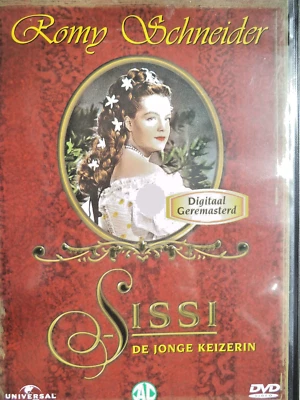 Romy Schneider
Digitaal
Geremasterd
SISSI
DE JONGE KEIZERIN
UNIVERSAL
AL
DVD